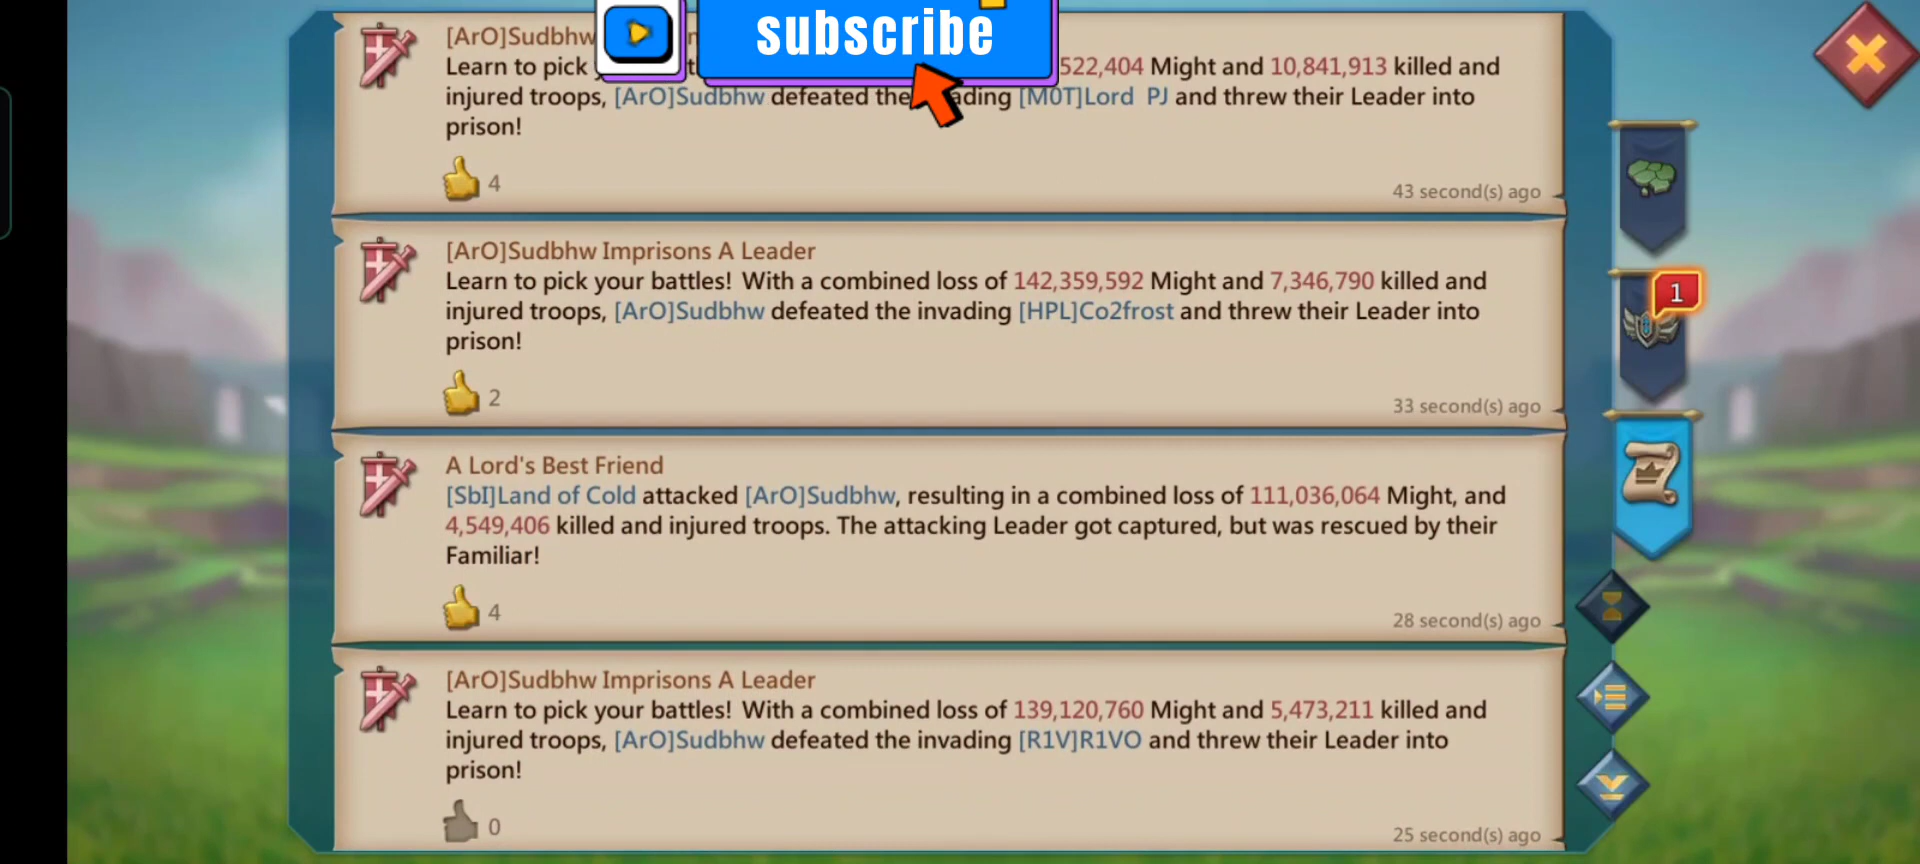 subscribe
[ArO]Sudbhw
Learn to pick 522,404 Might and 10,841,913 killed and
injured troops, [ArO]Sudbhw defeated the ading [M0T]Lord PJ and threw their Leader into
prison!
4
43 second(s) ago
[ArO]Sudbhw Imprisons A Leader
Learn to pick your battles! With a combined loss of 142,359,592 Might and 7,346,790 killed and
injured troops, [ArO]Sudbhw defeated the invading [HPL]Co2frost and threw their Leader into
prison!
2
33 second(s) ago
1
A Lord's Best Friend
[SbI]Land of Cold attacked [ArO]Sudbhw, resulting in a combined loss of 111,036,064 Might, and
4,549,406 killed and injured troops. The attacking Leader got captured, but was rescued by their
Familiar!
4
28 second(s) ago
[ArO]Sudbhw Imprisons A Leader
Learn to pick your battles! With a combined loss of 139,120,760 Might and 5,473,211 killed and
injured troops, [ArO]Sudbhw defeated the invading [R1V]R1VO and threw their Leader into
prison!
0
25 second(s) ago